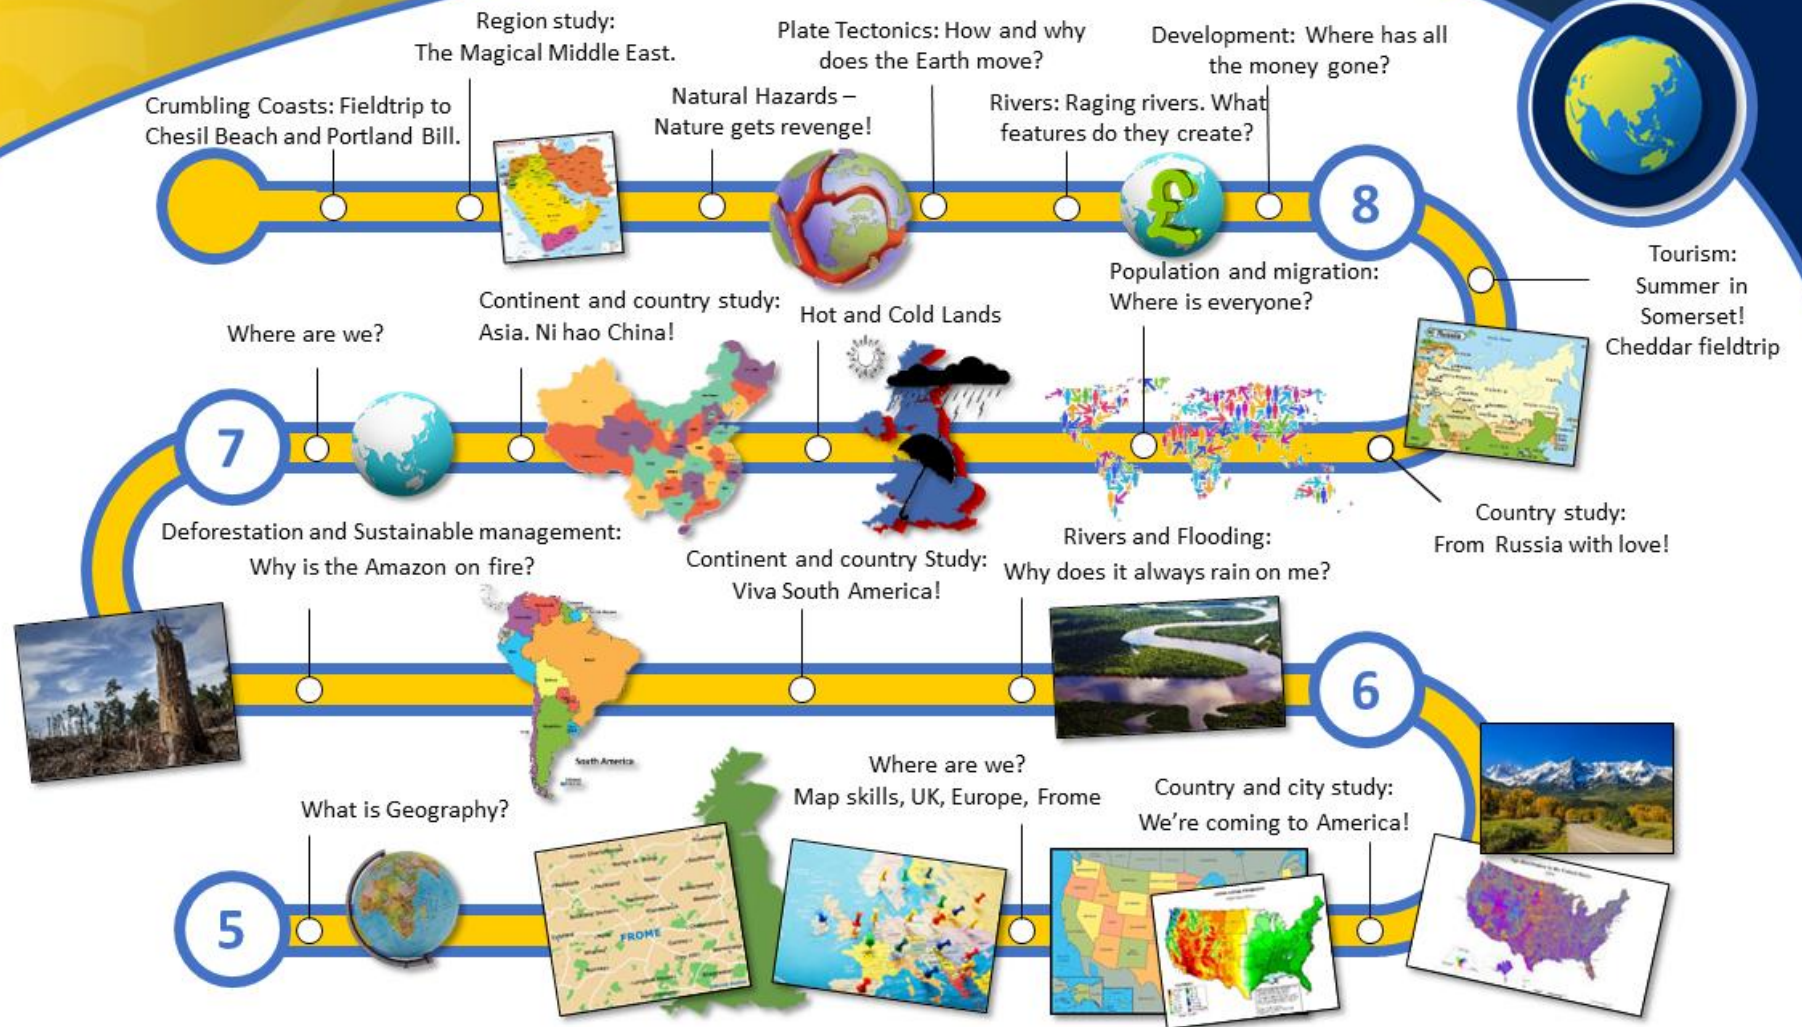 Region study:
The Magical Middle East.
Plate Tectonics: How and why
does the Earth move?
Development: Where has all
the money gone?
Crumbling Coasts: Fieldtrip to
Chesil Beach and Portland Bill.
Natural Hazards –
Nature gets revenge!
Rivers: Raging rivers. What
features do they create?
£
8
Tourism:
Summer in
Somerset!
Cheddar fieldtrip
Where are we?
Continent and country study:
Asia. Ni hao China!
Hot and Cold Lands
Population and migration:
Where is everyone?
7
Country study:
From Russia with love!
Deforestation and Sustainable management:
Why is the Amazon on fire?
Continent and country Study:
Viva South America!
Rivers and Flooding:
Why does it always rain on me?
South America
6
What is Geography?
Where are we?
Map skills, UK, Europe, Frome
Country and city study:
We're coming to America!
FROME
5